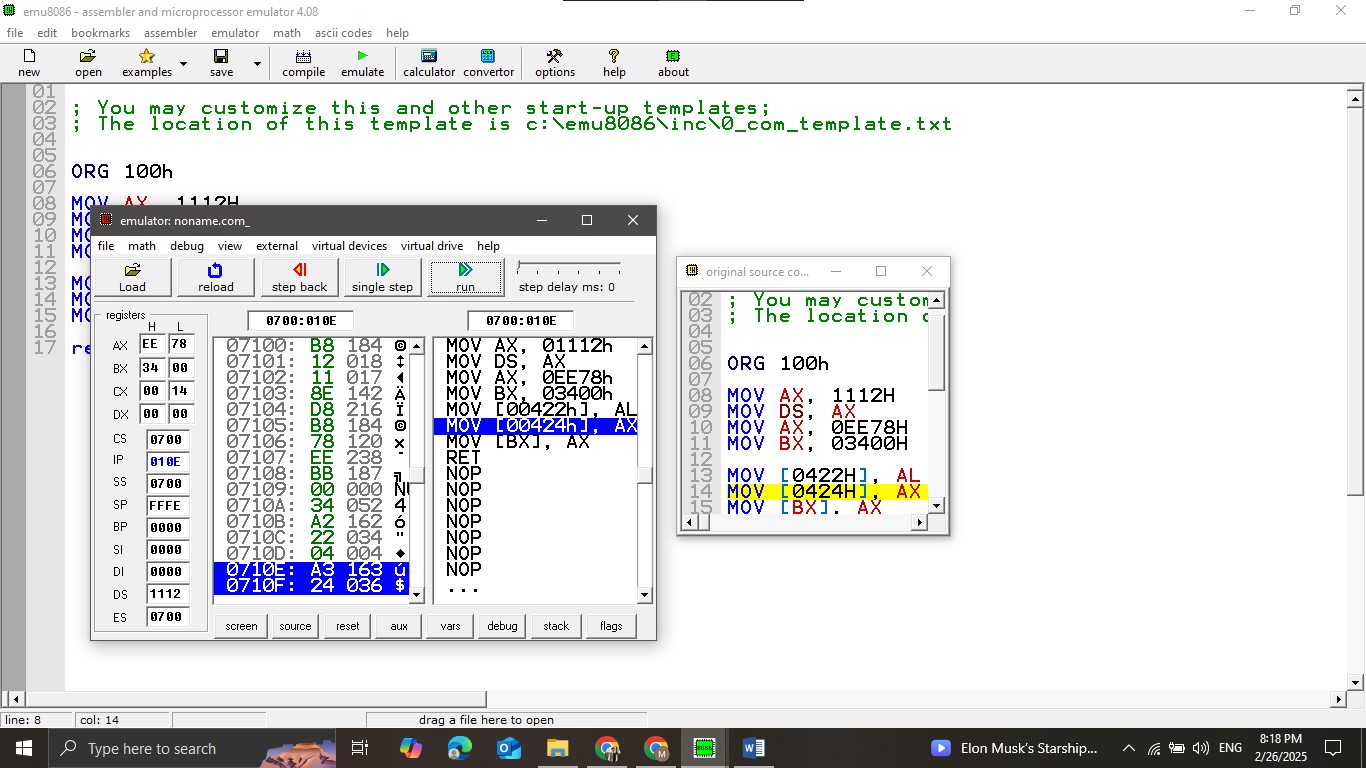 emu8086 - assembler and microprocessor emulator 4.08
file edit bookmarks assembler emulator math ascii codes help
new open examples save compile emulate calculator convertor options help about
01
02 ; You may customize this and other start-up templates;
03 ; The location of this template is c:\emu8086\inc\0_com_template.txt
04
05
06 ORG 100h
07
08 MOV AX, 1112H
09
10
11
12
13
14
15
16
17
emulator: noname.com_
file math debug view external virtual devices virtual drive help
Load reload step back single step run step delay ms: 0
registers
H L
AX EE 78
BX 34 00
CX 00 14
DX 00 00
CS 0700
IP 010E
SS 0700
SP FFFE
BP 0000
SI 0000
DI 0000
DS 1112
ES 0700
0700:010E
07100: B8 184
07101: 12 018
07102: 11 017
07103: 8E 142 Ä
07104: D8 216
07105: B8 184
07106: 78 120 x
07107: EE 238
07108: BB 187
07109: 00 000
0710A: 34 052 4
0710B: A2 162 ó
0710C: 22 034 "
0710D: 04 004 ♦
0710E: A3 163 ú
0710F: 24 036 $
0700:010E
MOV AX, 01112h
MOV DS, AX
MOV AX, 0EE78h
MOV BX, 03400h
MOV [00422h], AL
MOV [00424h], AX
MOV [BX], AX
RET
NOP
NOP
NOP
NOP
NOP
NOP
NOP
...
screen source reset aux vars debug stack flags
original source co...
02 ; You may custom
03 ; The location o
04
05
06 ORG 100h
07
08 MOV AX, 1112H
09 MOV DS, AX
10 MOV AX, 0EE78H
11 MOV BX, 03400H
12
13 MOV [0422H], AL
14 MOV [0424H], AX
15 MOV [BX], AX
line: 8 col: 14 drag a file here to open
Type here to search
Elon Musk's Starship...
ENG
8:18 PM
2/26/2025